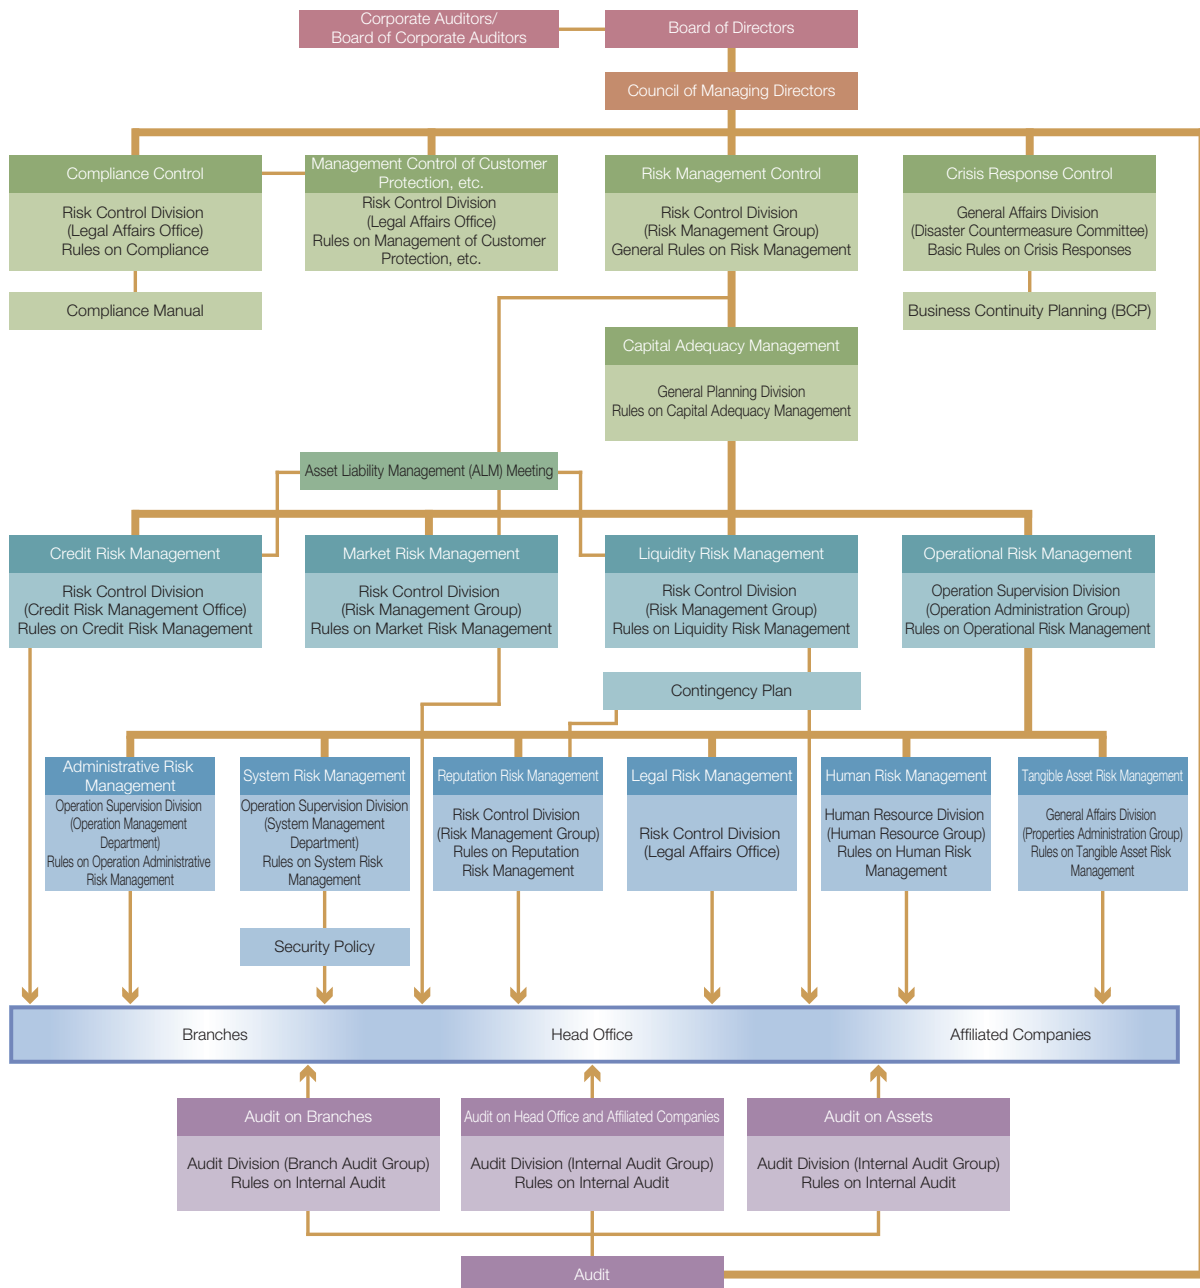 Corporate Auditors/
Board of Corporate Auditors
Board of Directors
Council of Managing Directors
Compliance Control
Risk Control Division
(Legal Affairs Office)
Rules on Compliance
Compliance Manual
Management Control of Customer
Protection, etc.
Risk Control Division
(Legal Affairs Office)
Rules on Management of Customer
Protection, etc.
Risk Management Control
Risk Control Division
(Risk Management Group)
General Rules on Risk Management
Crisis Response Control
General Affairs Division
(Disaster Countermeasure Committee)
Basic Rules on Crisis Responses
Business Continuity Planning (BCP)
Capital Adequacy Management
General Planning Division
Rules on Capital Adequacy Management
Asset Liability Management (ALM) Meeting
Credit Risk Management
Risk Control Division
(Credit Risk Management Office)
Rules on Credit Risk Management
Market Risk Management
Risk Control Division
(Risk Management Group)
Rules on Market Risk Management
Liquidity Risk Management
Risk Control Division
(Risk Management Group)
Rules on Liquidity Risk Management
Operational Risk Management
Operation Supervision Division
(Operation Administration Group)
Rules on Operational Risk Management
Contingency Plan
Administrative Risk
Management
Operation Supervision Division
(Operation Management
Department)
Rules on Operation Administrative
Risk Management
System Risk Management
Operation Supervision Division
(System Management
Department)
Rules on System Risk
Management
Security Policy
Reputation Risk Management
Risk Control Division
(Risk Management Group)
Rules on Reputation
Risk Management
Legal Risk Management
Risk Control Division
(Legal Affairs Office)
Human Risk Management
Human Resource Division
(Human Resource Group)
Rules on Human Risk
Management
Tangible Asset Risk Management
General Affairs Division
(Properties Administration Group)
Rules on Tangible Asset Risk
Management
Branches
Head Office
Affiliated Companies
Audit on Branches
Audit Division (Branch Audit Group)
Rules on Internal Audit
Audit on Head Office and Affiliated Companies
Audit Division (Internal Audit Group)
Rules on Internal Audit
Audit on Assets
Audit Division (Internal Audit Group)
Rules on Internal Audit
Audit